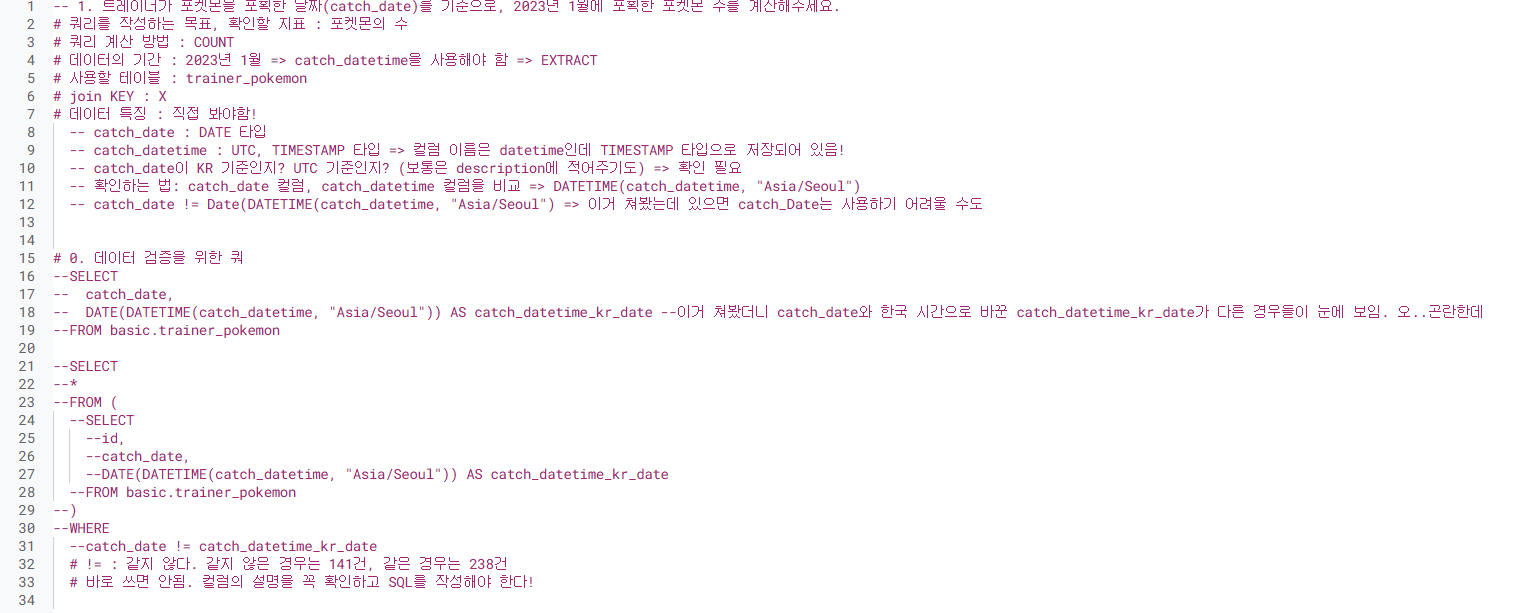 1 -- 1. 트레이너가 포켓몬을 포획한 날짜(catch_date)를 기준으로, 2023년 1월에 포획한 포켓몬 수를 계산해주세요.
2 # 쿼리를 작성하는 목표, 확인할 지표 : 포켓몬의 수
3 # 쿼리 계산 방법 : COUNT
4 # 데이터의 기간 : 2023년 1월 => catch_datetime을 사용해야 함 => EXTRACT
5 # 사용할 테이블 : trainer_pokemon
6 # join KEY : X
7 # 데이터 특징 : 직접 봐야함!
8 -- catch_date : DATE 타입
9 -- catch_datetime : UTC, TIMESTAMP 타입 => 컬럼 이름은 datetime인데 TIMESTAMP 타입으로 저장되어 있음!
10 -- catch_date이 KR 기준인지? UTC 기준인지? (보통은 description에 적어주기도) => 확인 필요
11 -- 확인하는 법: catch_date 컬럼, catch_datetime 컬럼을 비교 => DATETIME(catch_datetime, "Asia/Seoul")
12 -- catch_date != Date(DATETIME(catch_datetime, "Asia/Seoul") => 이거 쳐봤는데 있으면 catch_Date는 사용하기 어려울 수도
13
14
15 # 0. 데이터 검증을 위한 쿼
16 --SELECT
17 -- catch_date,
18 -- DATE(DATETIME(catch_datetime, "Asia/Seoul")) AS catch_datetime_kr_date --이거 쳐봤더니 catch_date와 한국 시간으로 바꾼 catch_datetime_kr_date가 다른 경우들이 눈에 보임. 오..곤란한데
19 --FROM basic.trainer_pokemon
20
21 --SELECT
22 --*
23 --FROM (
24 --SELECT
25 --id,
26 --catch_date,
27 --DATE(DATETIME(catch_datetime, "Asia/Seoul")) AS catch_datetime_kr_date
28 --FROM basic.trainer_pokemon
29 --)
30 --WHERE
31 --catch_date != catch_datetime_kr_date
32 # != : 같지 않다. 같지 않은 경우는 141건, 같은 경우는 238건
33 # 바로 쓰면 안됨. 컬럼의 설명을 꼭 확인하고 SQL를 작성해야 한다!
34